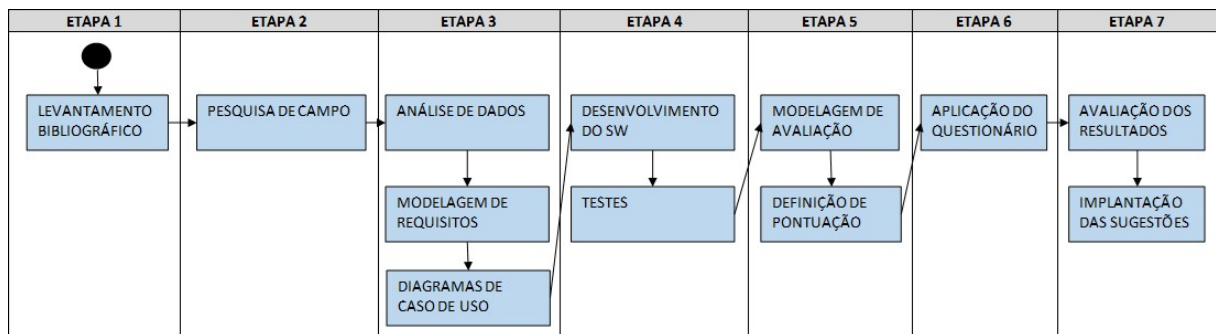 ETAPA 1
ETAPA 2
ETAPA 3
ETAPA 4
ETAPA 5
ETAPA 6
ETAPA 7
LEVANTAMENTO
BIBLIOGRÁFICO
PESQUISA DE CAMPO
ANÁLISE DE DADOS
MODELAGEM DE
REQUISITOS
DIAGRAMAS DE
CASO DE USO
DESENVOLVIMENTO
DO SW
TESTES
MODELAGEM DE
AVALIAÇÃO
DEFINIÇÃO DE
PONTUAÇÃO
APLICAÇÃO DO
QUESTIONÁRIO
AVALIAÇÃO DOS
RESULTADOS
IMPLANTAÇÃO
DAS SUGESTÕES